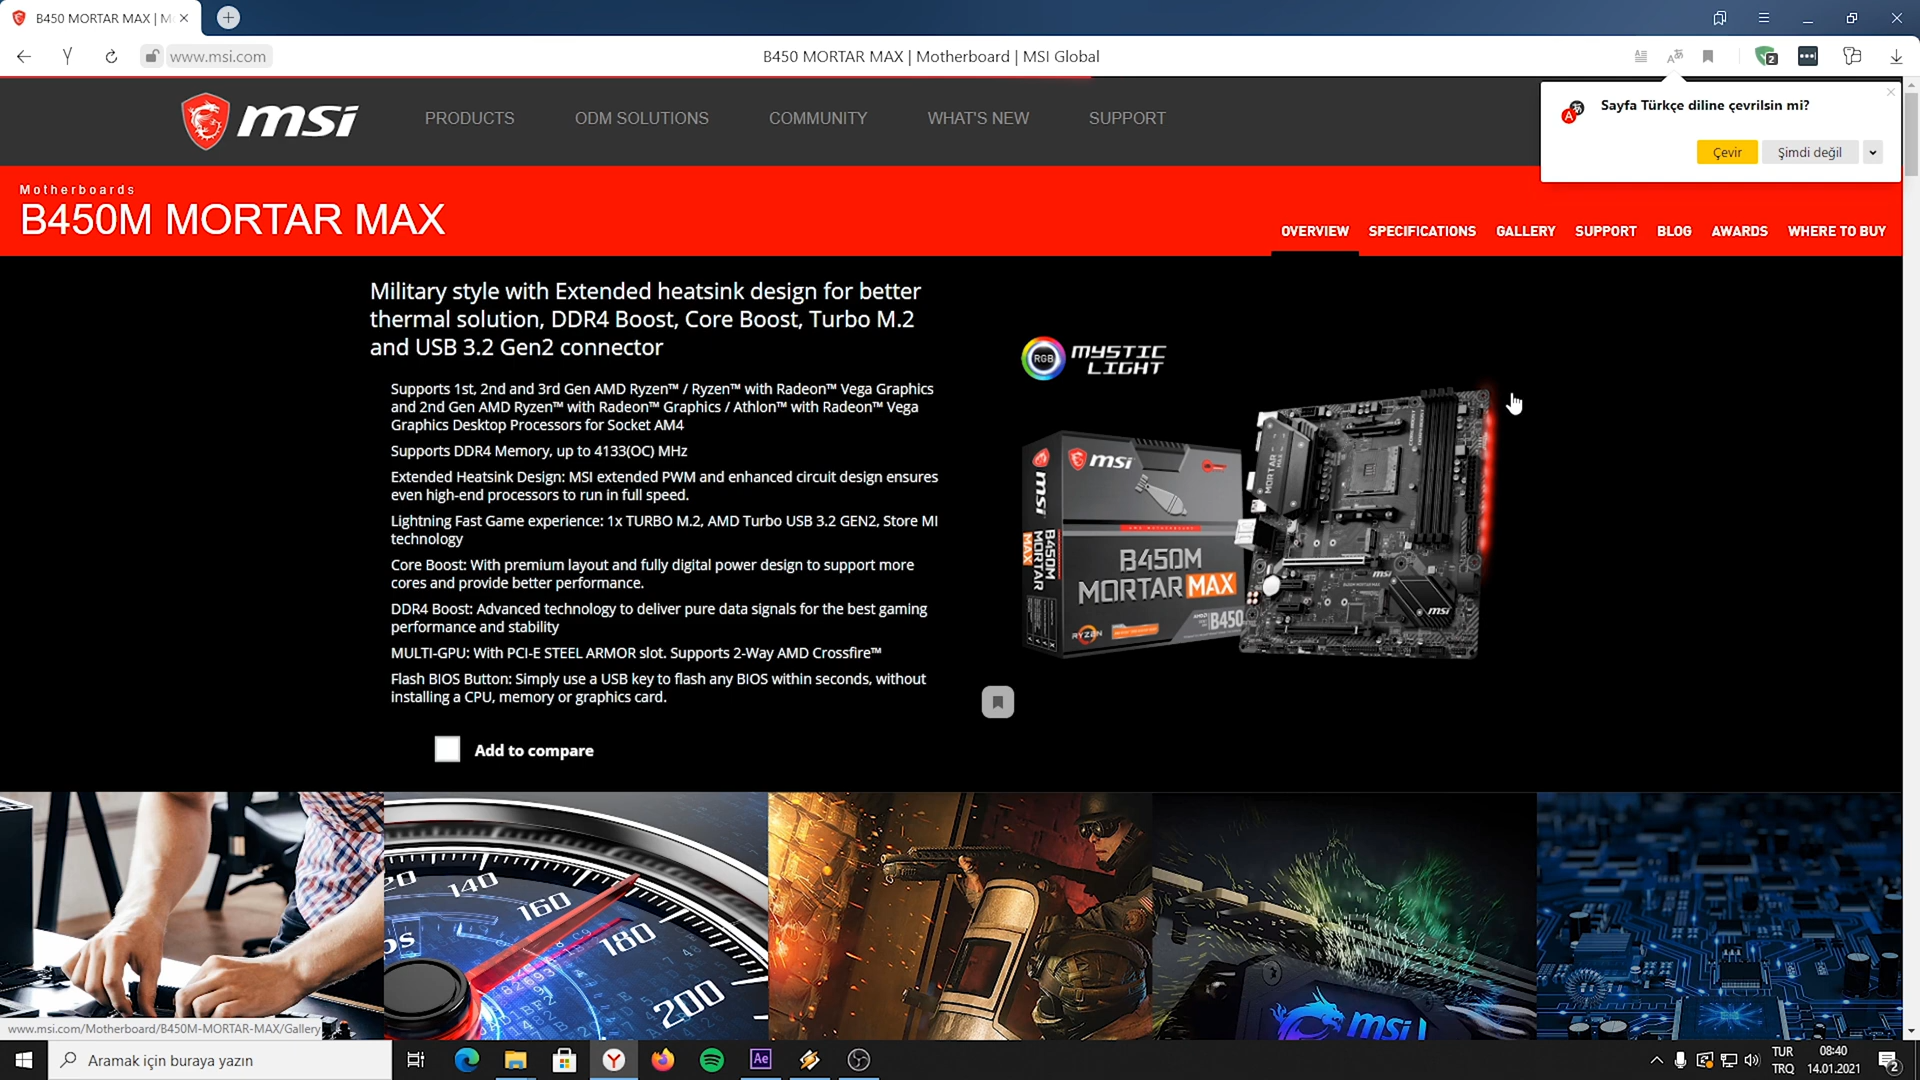 B450 MORTAR MAX | M
www.msi.com
B450 MORTAR MAX | Motherboard | MSI Global
2
Sayfa Türkçe diline çevrilsin mi?
Çevir
Şimdi değil
msi
PRODUCTS
ODM SOLUTIONS
COMMUNITY
WHAT'S NEW
SUPPORT
Motherboards
B450M MORTAR MAX
OVERVIEW
SPECIFICATIONS
GALLERY
SUPPORT
BLOG
AWARDS
WHERE TO BUY
Military style with Extended heatsink design for better
thermal solution, DDR4 Boost, Core Boost, Turbo M.2
and USB 3.2 Gen2 connector
Supports 1st, 2nd and 3rd Gen AMD Ryzen™ / Ryzen™ with Radeon™ Vega Graphics
and 2nd Gen AMD Ryzen™ with Radeon™ Graphics / Athlon™ with Radeon™ Vega
Graphics Desktop Processors for Socket AM4
Supports DDR4 Memory, up to 4133(OC) MHz
Extended Heatsink Design: MSI extended PWM and enhanced circuit design ensures
even high-end processors to run in full speed.
Lightning Fast Game experience: 1x TURBO M.2, AMD Turbo USB 3.2 GEN2, Store MI
technology
Core Boost: With premium layout and fully digital power design to support more
cores and provide better performance.
DDR4 Boost: Advanced technology to deliver pure data signals for the best gaming
performance and stability
MULTI-GPU: With PCI-E STEEL ARMOR slot. Supports 2-Way AMD Crossfire™
Flash BIOS Button: Simply use a USB key to flash any BIOS within seconds, without
installing a CPU, memory or graphics card.
Add to compare
RGB
MYSTIC
LIGHT
msi
msi
B450M
MORTAR
MAX
B450M
MORTAR MAX
RYZEN
B450
MORTAR
MAX
msi
msi
120
140
160
180
200
msi
www.msi.com/Motherboard/B450M-MORTAR-MAX/Gallery
Aramak için buraya yazın
Ae
TUR
TRQ
08:40
14.01.2021
2